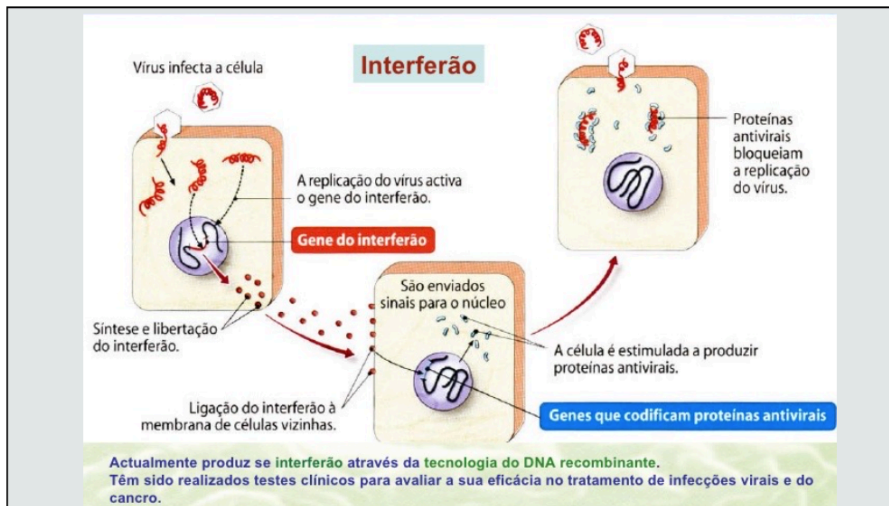 Interferão
Vírus infecta a célula
A replicação do vírus activa
o gene do interferão.
Gene do interferão
Síntese e libertação
do interferão.
Ligação do interferão à
membrana de células vizinhas.
São enviados
sinais para o núcleo
A célula é estimulada a produzir
proteínas antivirais.
Genes que codificam proteínas antivirais
Proteínas
antivirais
bloqueiam
a replicação
do vírus.
Actualmente produz se interferão através da tecnologia do DNA recombinante.
Têm sido realizados testes clínicos para avaliar a sua eficácia no tratamento de infecções virais e do
cancro.